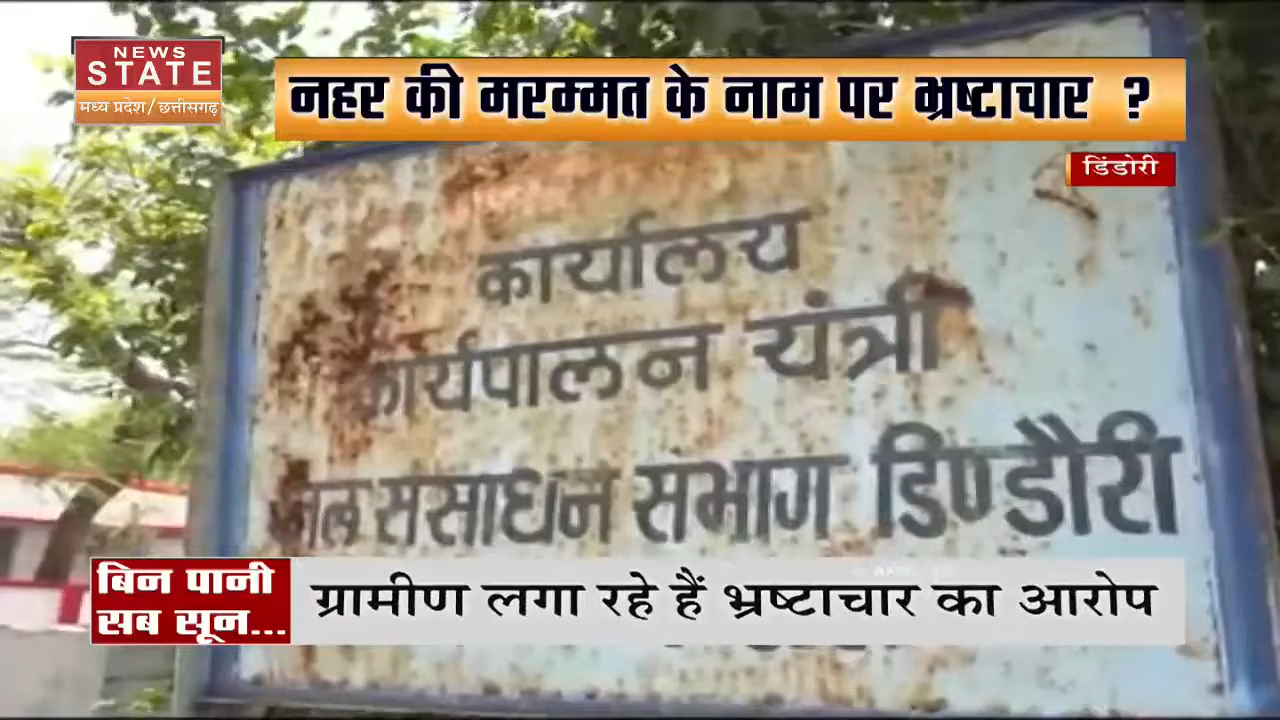 NEWS
STATE
मध्य प्रदेश/छत्तीसगढ़
नहर की मरम्मत के नाम पर भ्रष्टाचार ?
डिंडोरी
कार्यालय
कार्यपालन यंत्री
जल संसाधन संभाग डिण्डौरी
बिन पानी
सब सून...
ग्रामीण लगा रहे हैं भ्रष्टाचार का आरोप